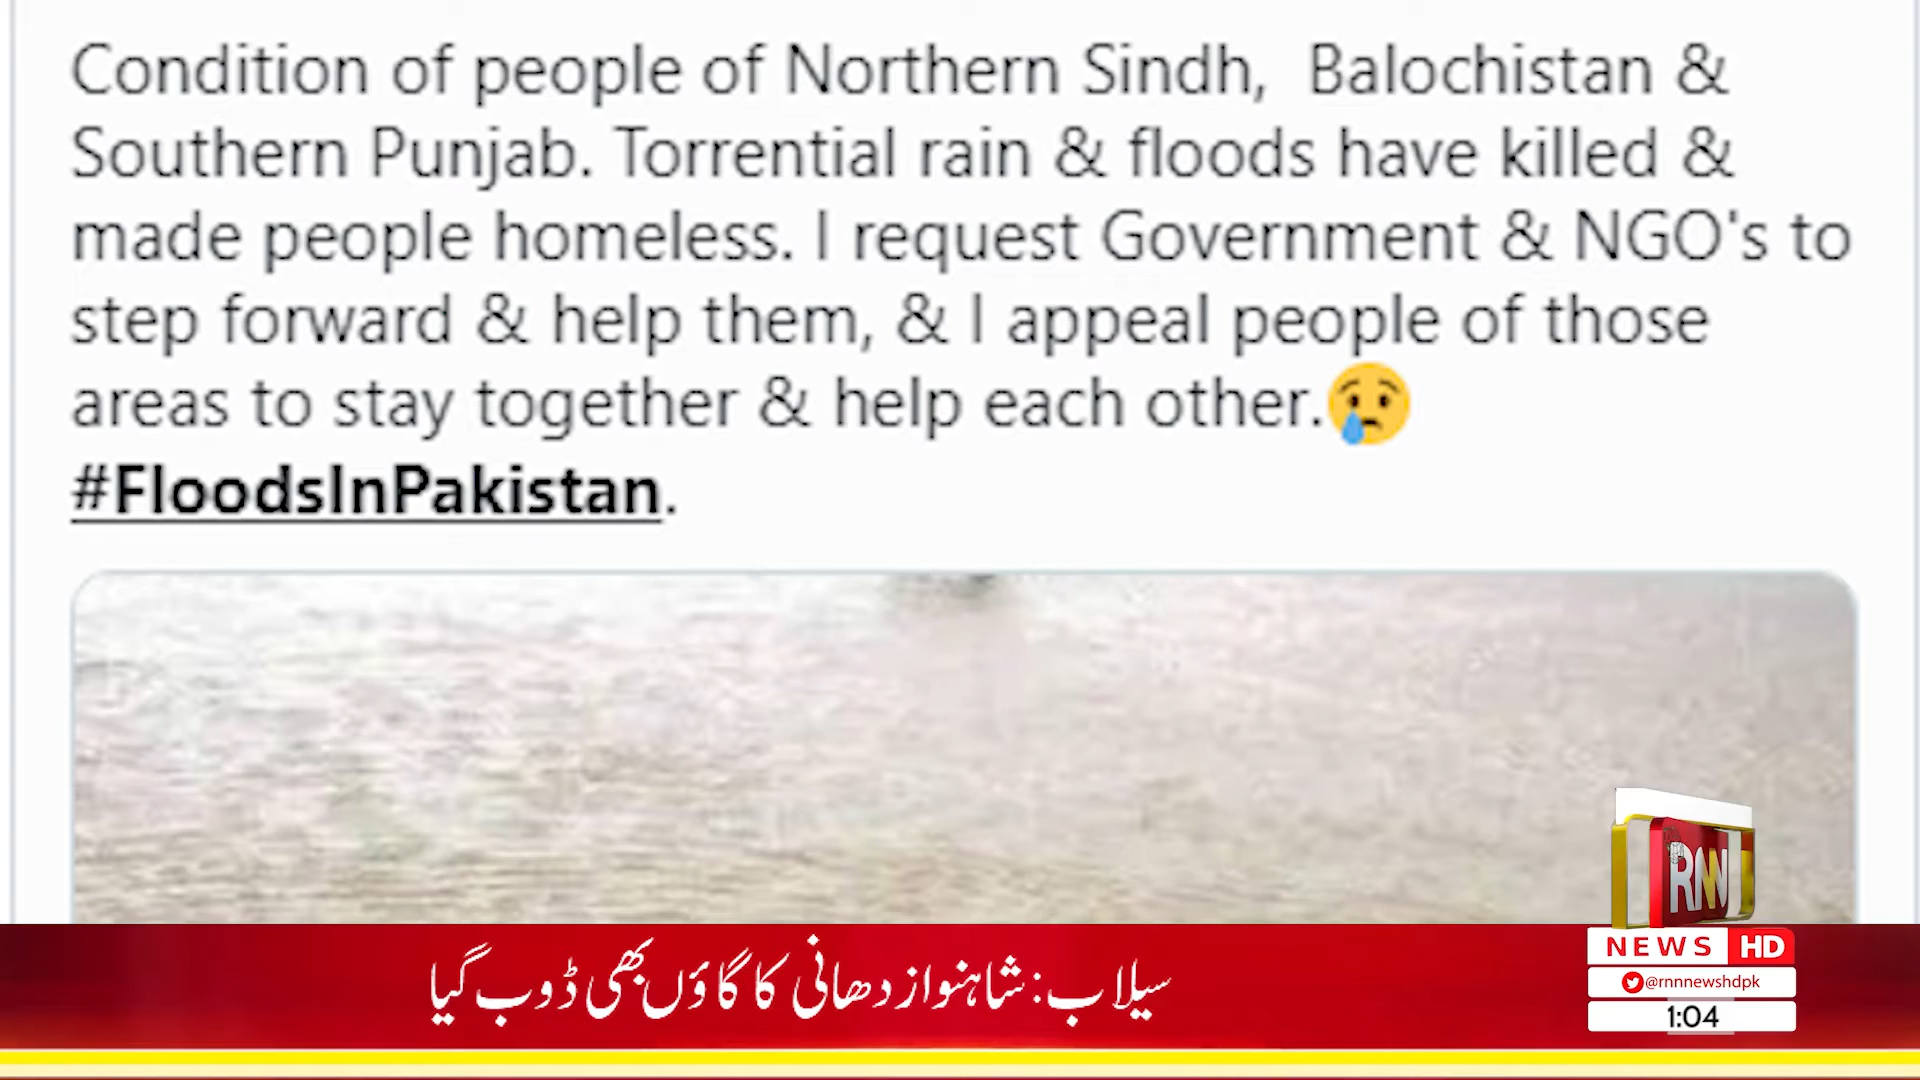 Condition of people of Northern Sindh, Balochistan &
Southern Punjab. Torrential rain & floods have killed &
made people homeless. I request Government & NGO's to
step forward & help them, & I appeal people of those
areas to stay together & help each other.😢
#FloodsInPakistan.
RNN
NEWS HD
@rnnnewshdpk
1:04
سیلاب: شاہنواز دھانی کا گاؤں بھی ڈوب گیا